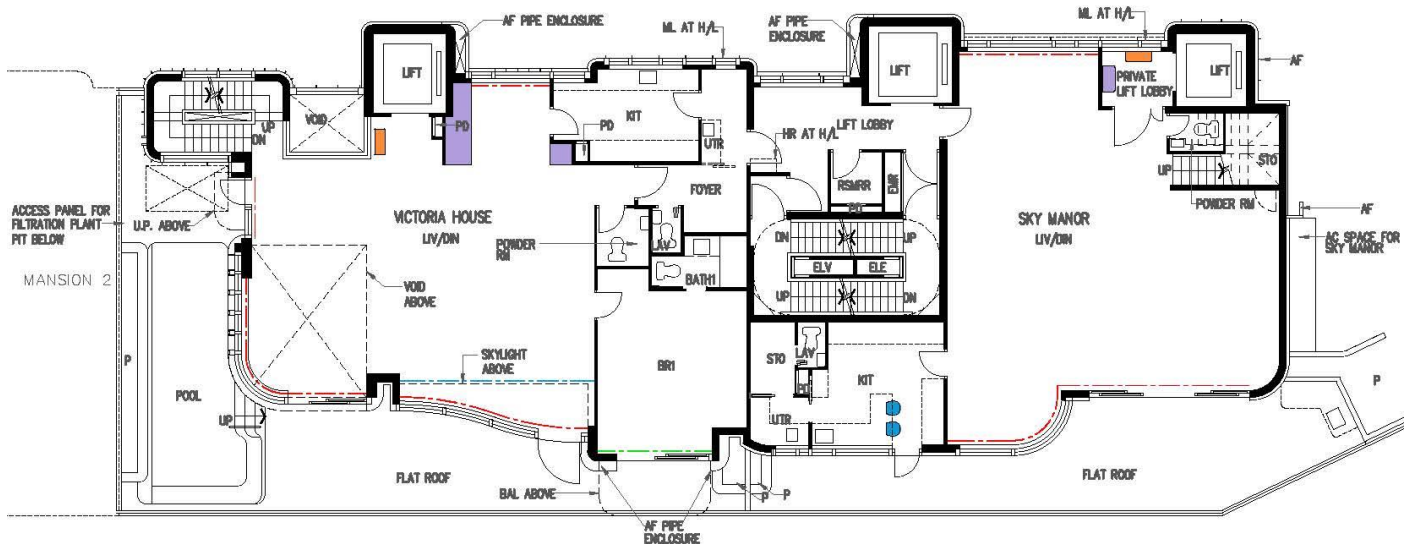 AF PIPE ENCLOSURE
ML AT H/L
AF PIPE
ENCLOSURE
ML AT H/L
LIFT
LIFT
LIFT
AF
PRIVATE
LIFT LOBBY
VOID
UP
DN
PD
KIT
PD
UTR
LIFT LOBBY
HR AT H/L
RSMRR
EMR
PD
STO
UP
POWDER RM
FOYER
ACCESS PANEL FOR
FILTRATION PLANT
PIT BELOW
U.P. ABOVE
VICTORIA HOUSE
LIV/DIN
SKY MANOR
LIV/DIN
AF
AC SPACE FOR
SKY MANOR
POWDER
RM
LAV
BATH1
DN
UP
ELV
ELE
UP
DN
MANSION 2
VOID
ABOVE
SKYLIGHT
ABOVE
P
POOL
UP
BR1
STO
LAV
PD
KIT
UTR
P
FLAT ROOF
BAL ABOVE
P
P
FLAT ROOF
AF PIPE
ENCLOSURE